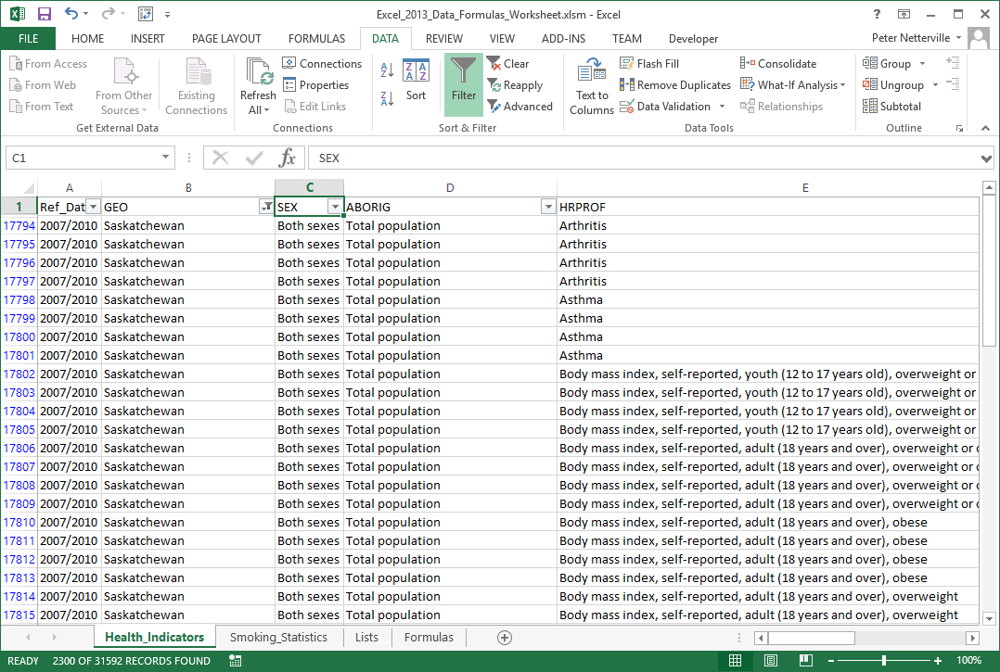 Excel_2013_Data_Formulas_Worksheet.xlsm - Excel
FILE HOME INSERT PAGE LAYOUT FORMULAS DATA REVIEW VIEW ADD-INS TEAM Developer Peter Netterville
From Access
From Web
From Text
From Other Sources
Existing Connections
Get External Data
Refresh All
Connections
Properties
Edit Links
Connections
Sort
Filter
Clear
Reapply
Advanced
Sort & Filter
Text to Columns
Flash Fill
Remove Duplicates
Data Validation
Consolidate
What-If Analysis
Relationships
Data Tools
Group
Ungroup
Subtotal
Outline
C1 fx SEX
A B C D E
1 Ref_Dat GEO SEX ABORIG HRPROF
17794 2007/2010 Saskatchewan Both sexes Total population Arthritis
17795 2007/2010 Saskatchewan Both sexes Total population Arthritis
17796 2007/2010 Saskatchewan Both sexes Total population Arthritis
17797 2007/2010 Saskatchewan Both sexes Total population Arthritis
17798 2007/2010 Saskatchewan Both sexes Total population Asthma
17799 2007/2010 Saskatchewan Both sexes Total population Asthma
17800 2007/2010 Saskatchewan Both sexes Total population Asthma
17801 2007/2010 Saskatchewan Both sexes Total population Asthma
17802 2007/2010 Saskatchewan Both sexes Total population Body mass index, self-reported, youth (12 to 17 years old), overweight or
17803 2007/2010 Saskatchewan Both sexes Total population Body mass index, self-reported, youth (12 to 17 years old), overweight or
17804 2007/2010 Saskatchewan Both sexes Total population Body mass index, self-reported, youth (12 to 17 years old), overweight or
17805 2007/2010 Saskatchewan Both sexes Total population Body mass index, self-reported, youth (12 to 17 years old), overweight or
17806 2007/2010 Saskatchewan Both sexes Total population Body mass index, self-reported, adult (18 years and over), overweight or
17807 2007/2010 Saskatchewan Both sexes Total population Body mass index, self-reported, adult (18 years and over), overweight or
17808 2007/2010 Saskatchewan Both sexes Total population Body mass index, self-reported, adult (18 years and over), overweight or
17809 2007/2010 Saskatchewan Both sexes Total population Body mass index, self-reported, adult (18 years and over), overweight or
17810 2007/2010 Saskatchewan Both sexes Total population Body mass index, self-reported, adult (18 years and over), obese
17811 2007/2010 Saskatchewan Both sexes Total population Body mass index, self-reported, adult (18 years and over), obese
17812 2007/2010 Saskatchewan Both sexes Total population Body mass index, self-reported, adult (18 years and over), obese
17813 2007/2010 Saskatchewan Both sexes Total population Body mass index, self-reported, adult (18 years and over), obese
17814 2007/2010 Saskatchewan Both sexes Total population Body mass index, self-reported, adult (18 years and over), overweight
17815 2007/2010 Saskatchewan Both sexes Total population Body mass index, self-reported, adult (18 years and over), overweight
Health_Indicators Smoking_Statistics Lists Formulas
READY 2300 OF 31592 RECORDS FOUND 100%